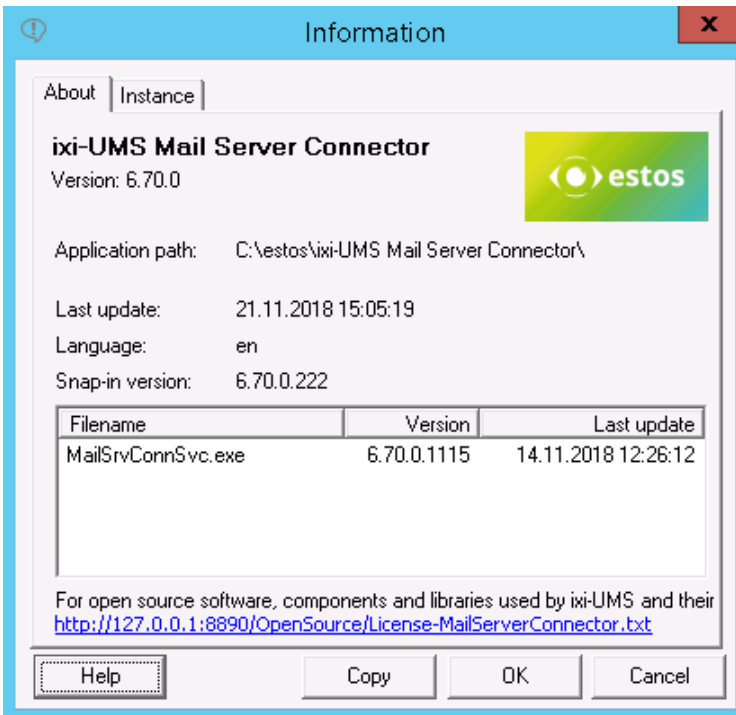 Information
About
Instance
ixi-UMS Mail Server Connector
Version: 6.70.0
estos
Application path: C:\estos\ixi-UMS Mail Server Connector\
Last update: 21.11.2018 15:05:19
Language: en
Snap-in version: 6.70.0.222
Filename Version Last update
MailSrvConnSvc.exe 6.70.0.1115 14.11.2018 12:26:12
For open source software, components and libraries used by ixi-UMS and their
http://127.0.0.1:8890/OpenSource/License-MailServerConnector.txt
Help Copy OK Cancel